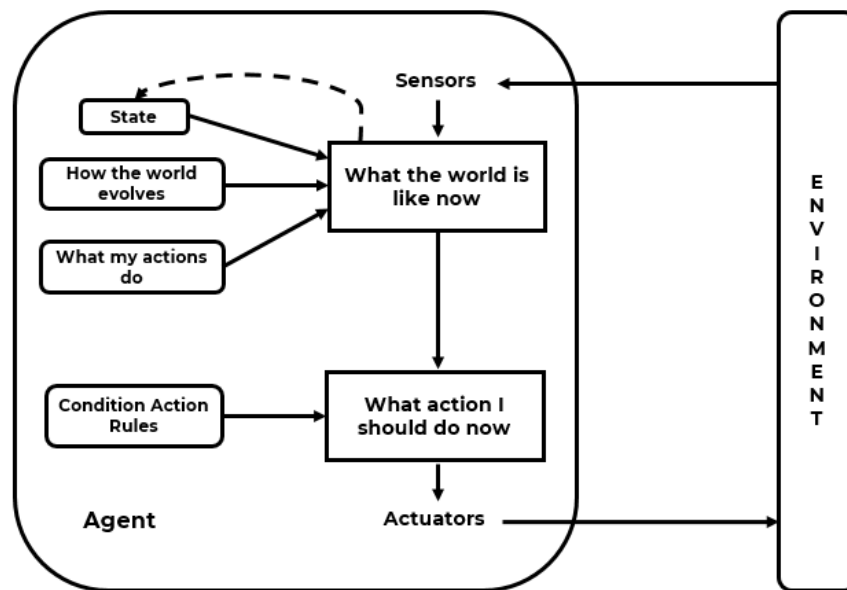 Sensors
State
How the world
evolves
What the world is
like now
What my actions
do
Condition Action
Rules
What action I
should do now
Agent
Actuators
ENVIRONMENT